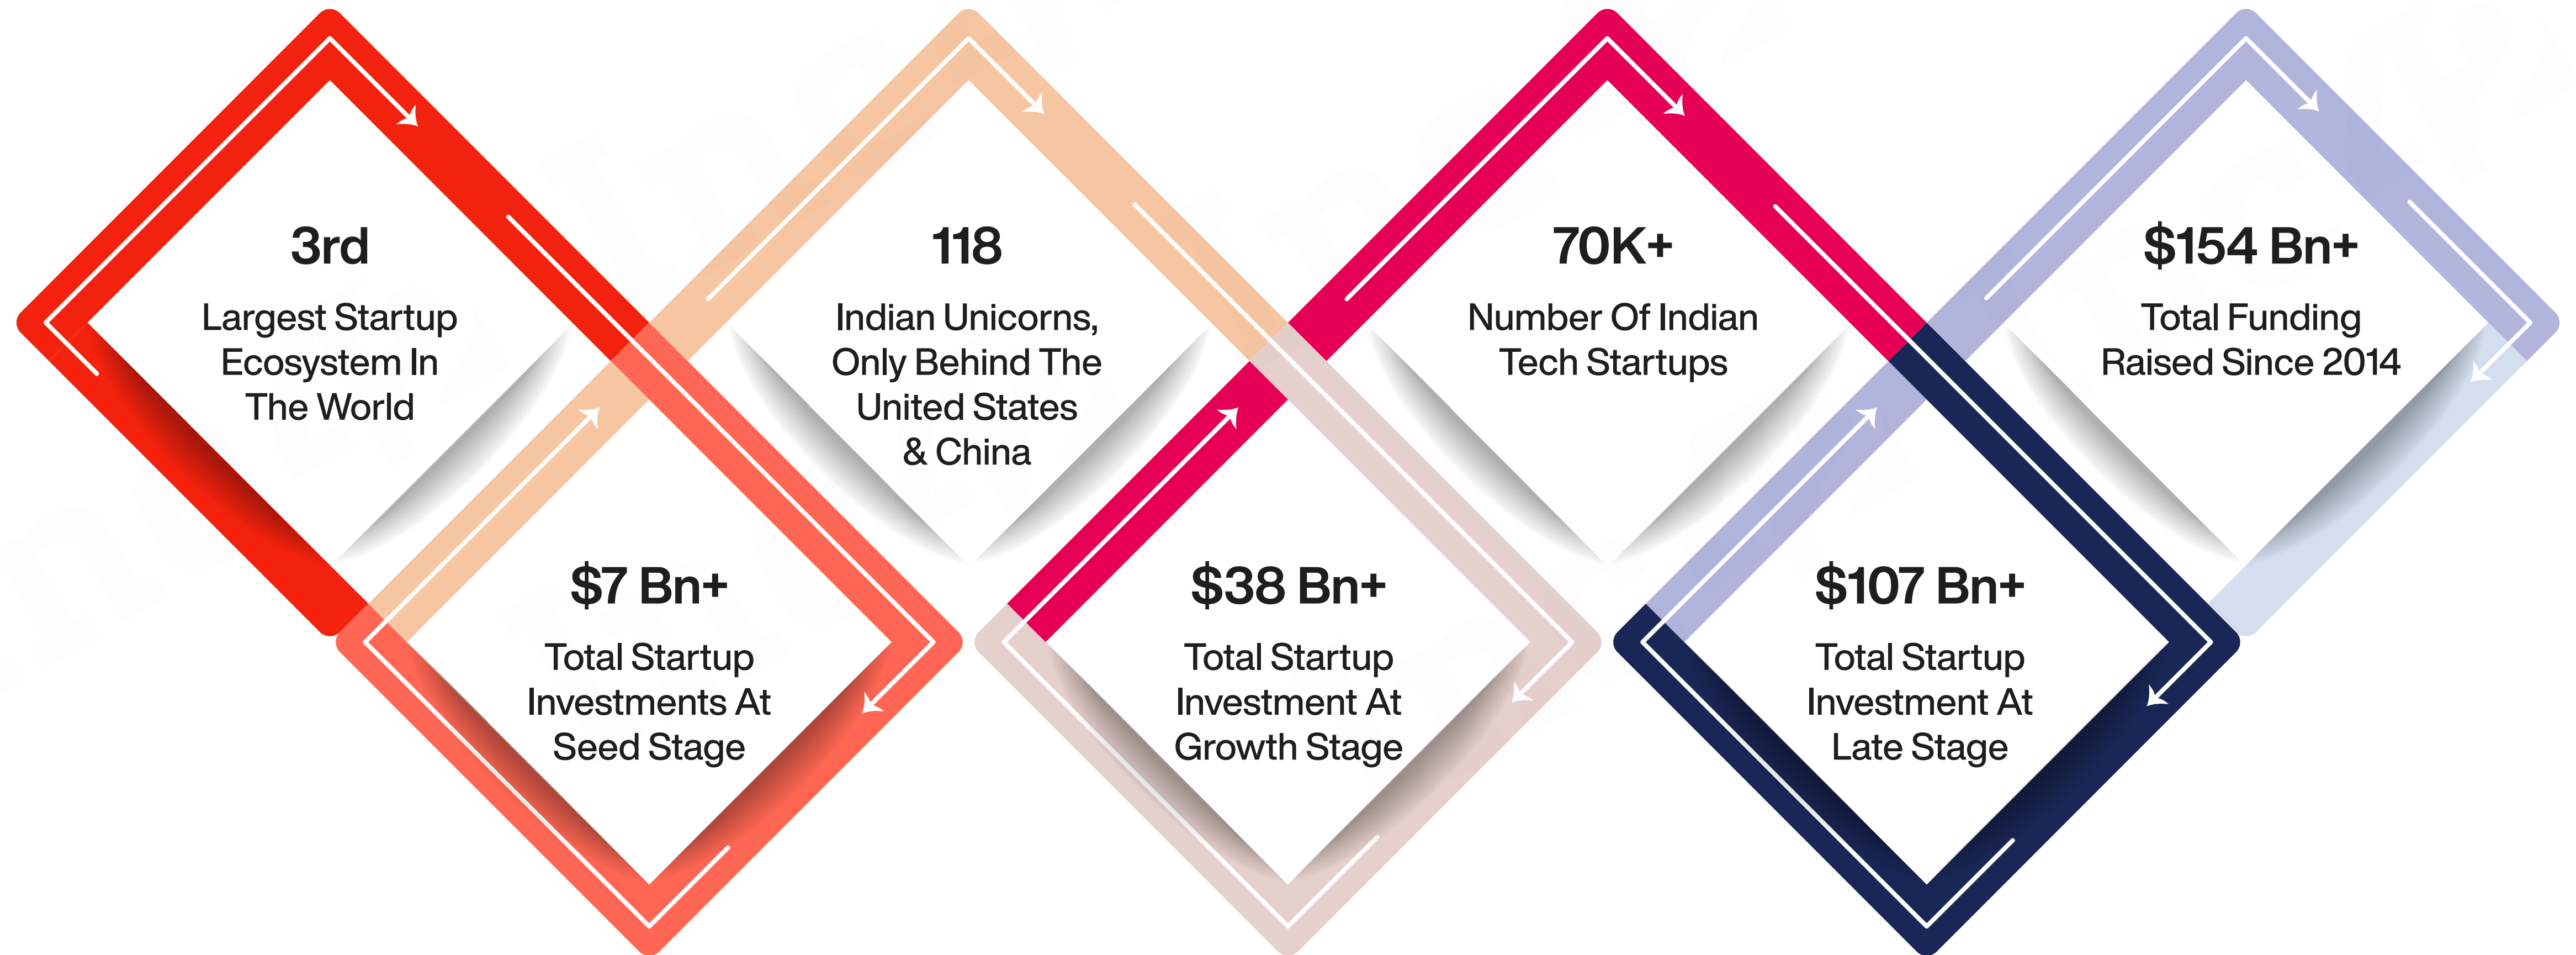 3rd
Largest Startup
Ecosystem In
The World
$7 Bn+
Total Startup
Investments At
Seed Stage
118
Indian Unicorns,
Only Behind The
United States
& China
$38 Bn+
Total Startup
Investment At
Growth Stage
70K+
Number Of Indian
Tech Startups
$107 Bn+
Total Startup
Investment At
Late Stage
$154 Bn+
Total Funding
Raised Since 2014